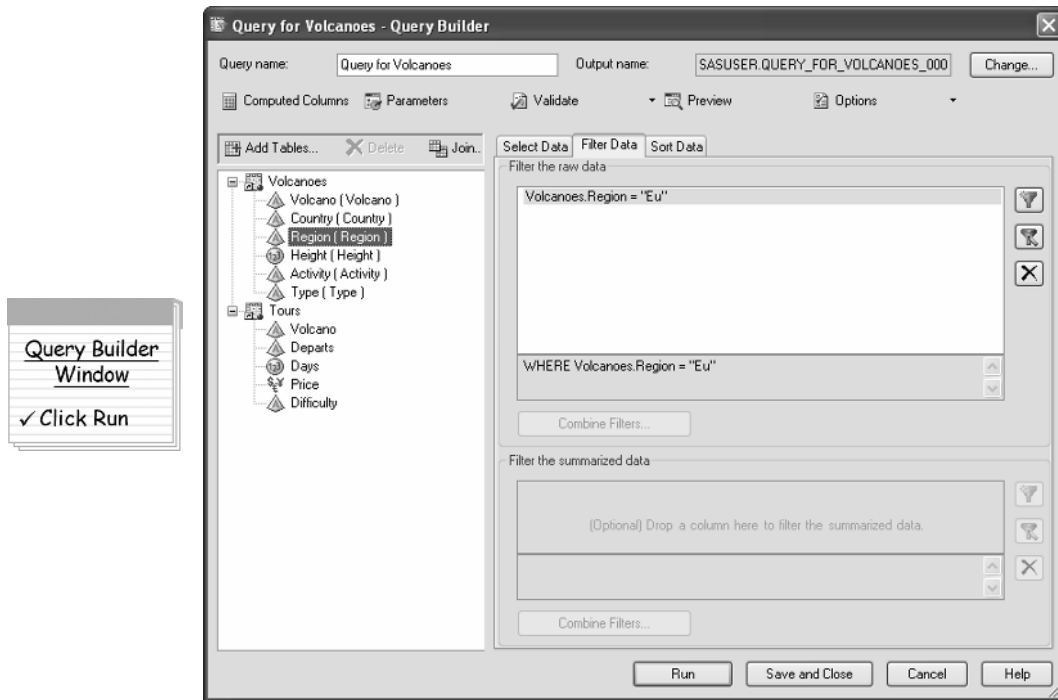 Query Builder
Window
✓ Click Run
Query for Volcanoes - Query Builder
Query name: Query for Volcanoes Output name: SASUSER.QUERY_FOR_VOLCANOES_000 Change...
Computed Columns Parameters Validate Preview Options
Add Tables... Delete Join..
Volcanoes
Volcano ( Volcano )
Country ( Country )
Region ( Region )
Height ( Height )
Activity ( Activity )
Type ( Type )
Tours
Volcano
Departs
Days
Price
Difficulty
Select Data Filter Data Sort Data
Filter the raw data
Volcanoes.Region = "Eu"
WHERE Volcanoes.Region = "Eu"
Combine Filters...
Filter the summarized data
(Optional) Drop a column here to filter the summarized data.
Combine Filters...
Run Save and Close Cancel Help